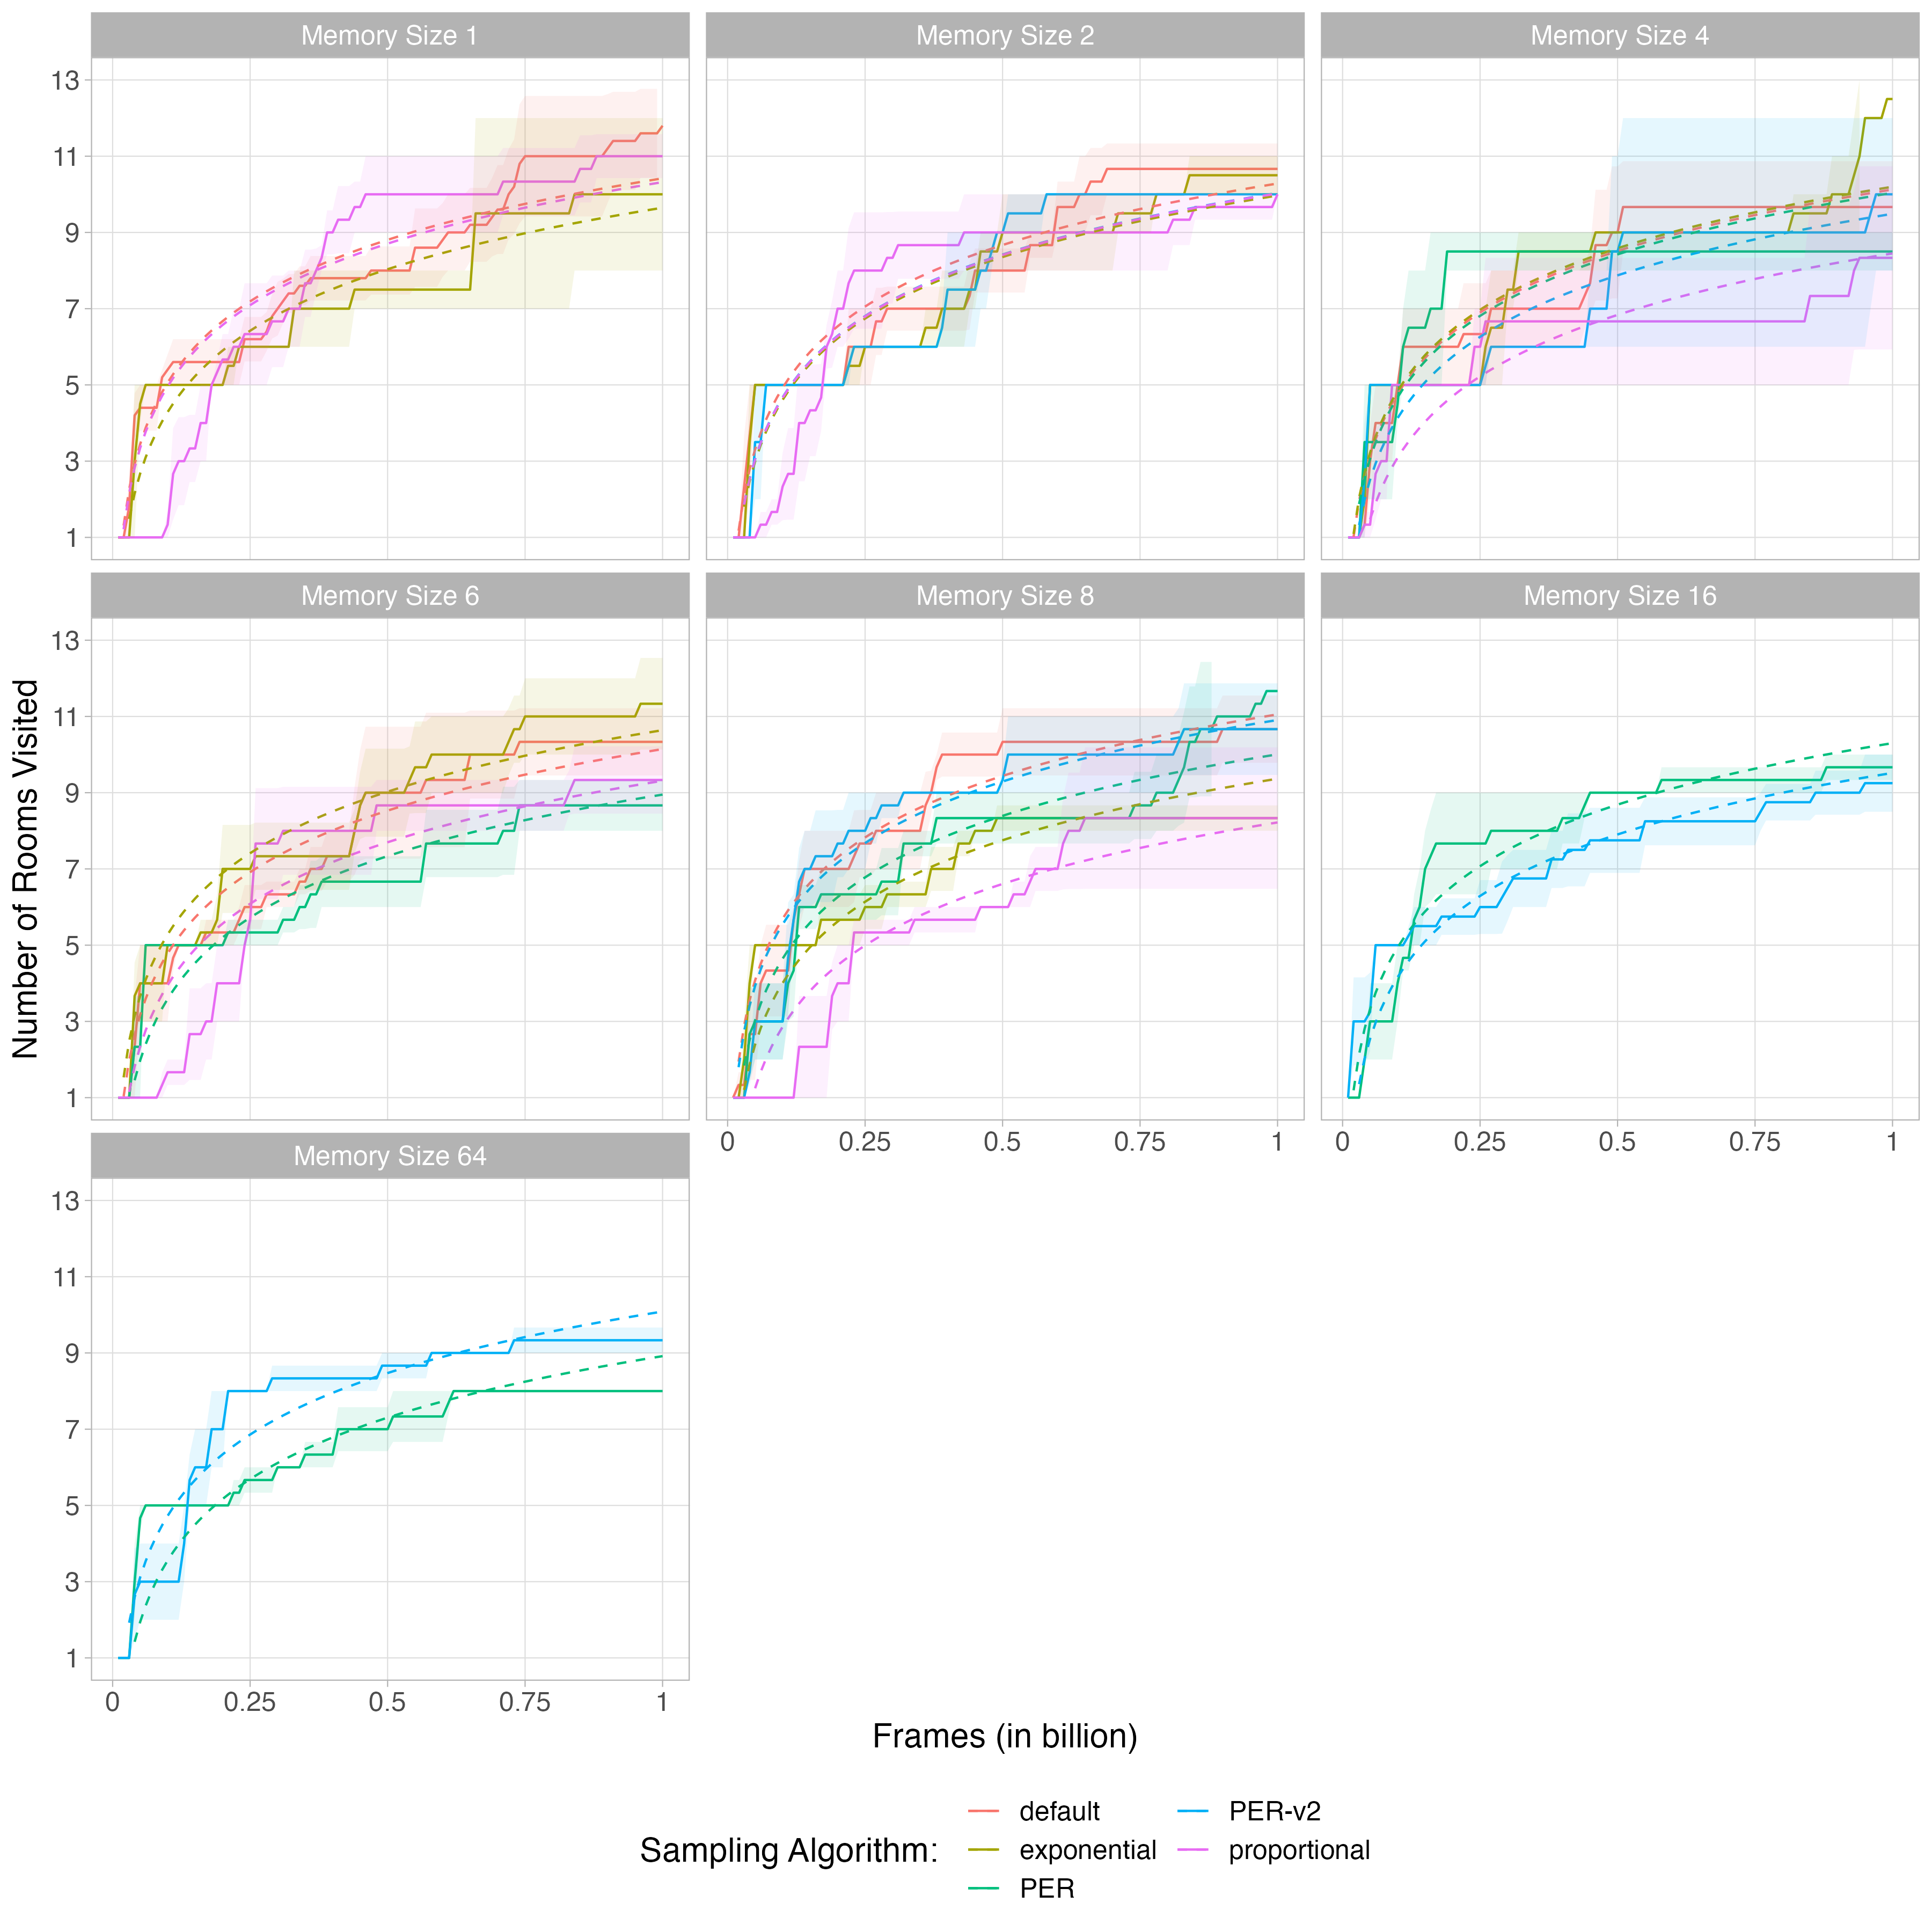 Memory Size 1
Memory Size 2
Memory Size 4
13
11
9
7
5
3
1
Memory Size 6
Memory Size 8
Memory Size 16
13
11
9
7
5
3
1
0 0.25 0.5 0.75 1
0 0.25 0.5 0.75 1
Memory Size 64
13
11
9
7
5
3
1
0 0.25 0.5 0.75 1
Number of Rooms Visited
Frames (in billion)
Sampling Algorithm:
default
exponential
PER
PER-v2
proportional